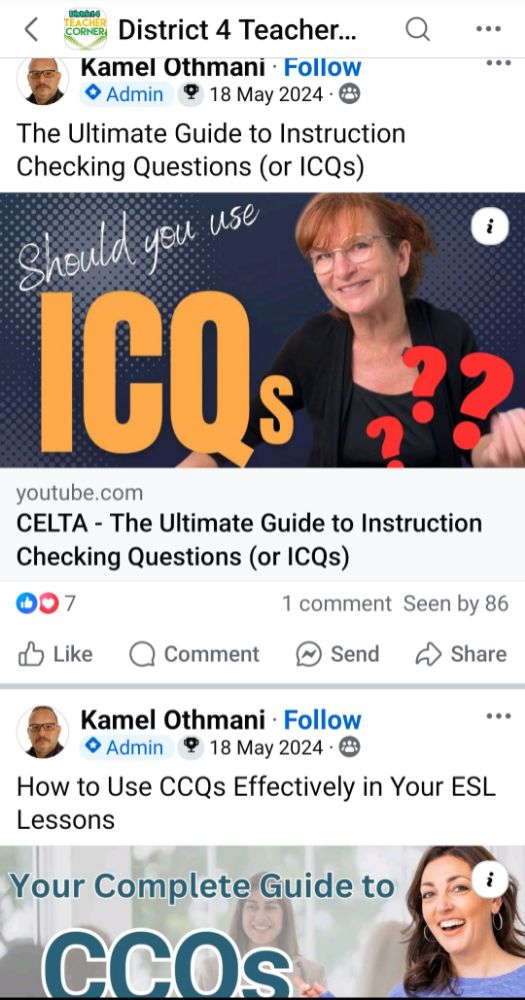 District 4
TEACHER
CORNER
District 4 Teacher...
Kamel Othmani · Follow
Admin 18 May 2024 ·
The Ultimate Guide to Instruction
Checking Questions (or ICQs)
Should you use
ICQs
???
youtube.com
CELTA - The Ultimate Guide to Instruction
Checking Questions (or ICQs)
7 1 comment Seen by 86
Like Comment Send Share
Kamel Othmani · Follow
Admin 18 May 2024 ·
How to Use CCQs Effectively in Your ESL
Lessons
Your Complete Guide to
CCQs